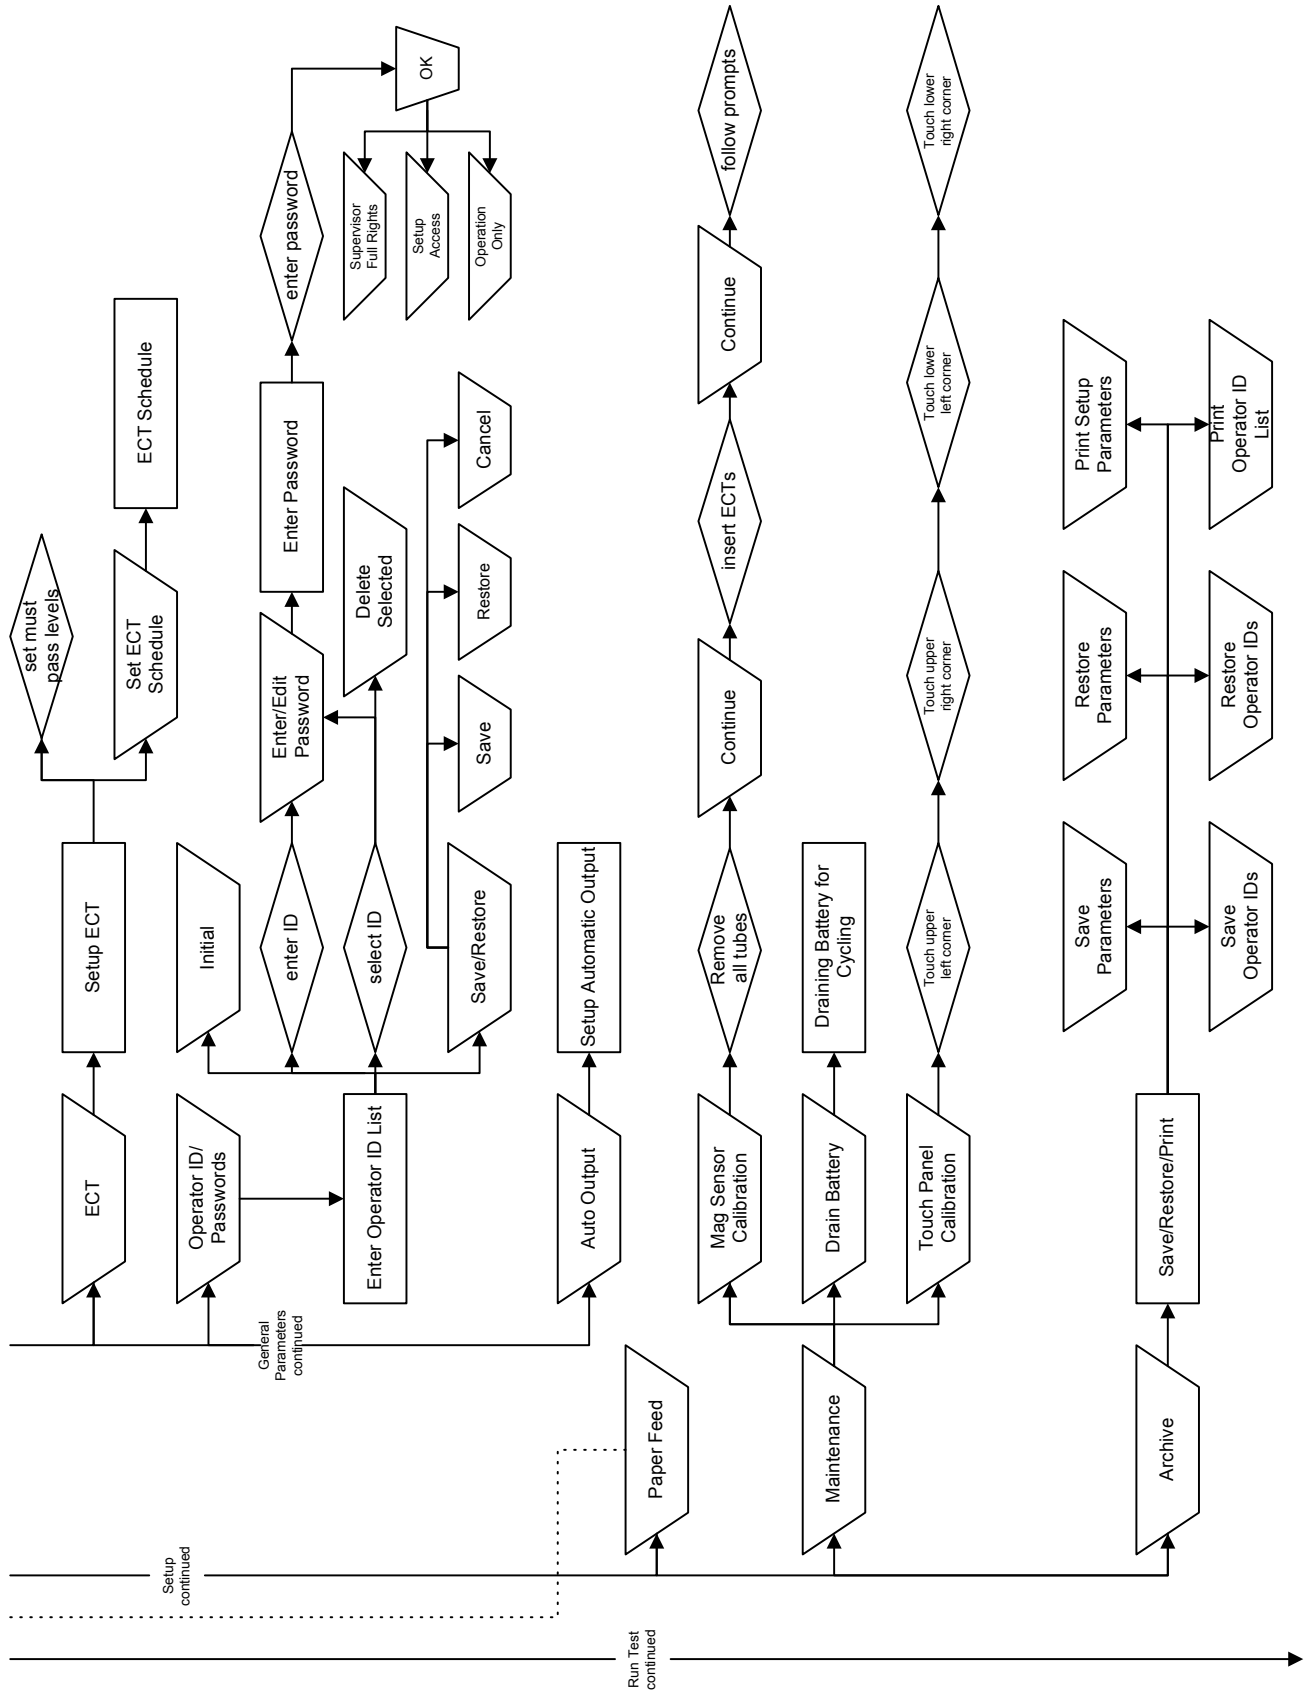 set must
pass levels
ECT
Setup ECT
Set ECT
Schedule
ECT Schedule
Operator ID/
Passwords
Initial
enter ID
Enter/Edit
Password
Enter Password
enter password
OK
Supervisor
Full Rights
Setup
Access
Operation
Only
Enter Operator ID List
select ID
Delete
Selected
Save/Restore
Save
Restore
Cancel
General
Parameters
continued
Auto Output
Setup Automatic Output
Paper Feed
Mag Sensor
Calibration
Remove
all tubes
Continue
insert ECTs
Continue
follow prompts
Maintenance
Drain Battery
Draining Battery for
Cycling
Touch Panel
Calibration
Touch upper
left corner
Touch upper
right corner
Touch lower
left corner
Touch lower
right corner
Archive
Save/Restore/Print
Save
Parameters
Restore
Parameters
Print Setup
Parameters
Save
Operator IDs
Restore
Operator IDs
Print
Operator ID
List
Setup
continued
Run Test
continued